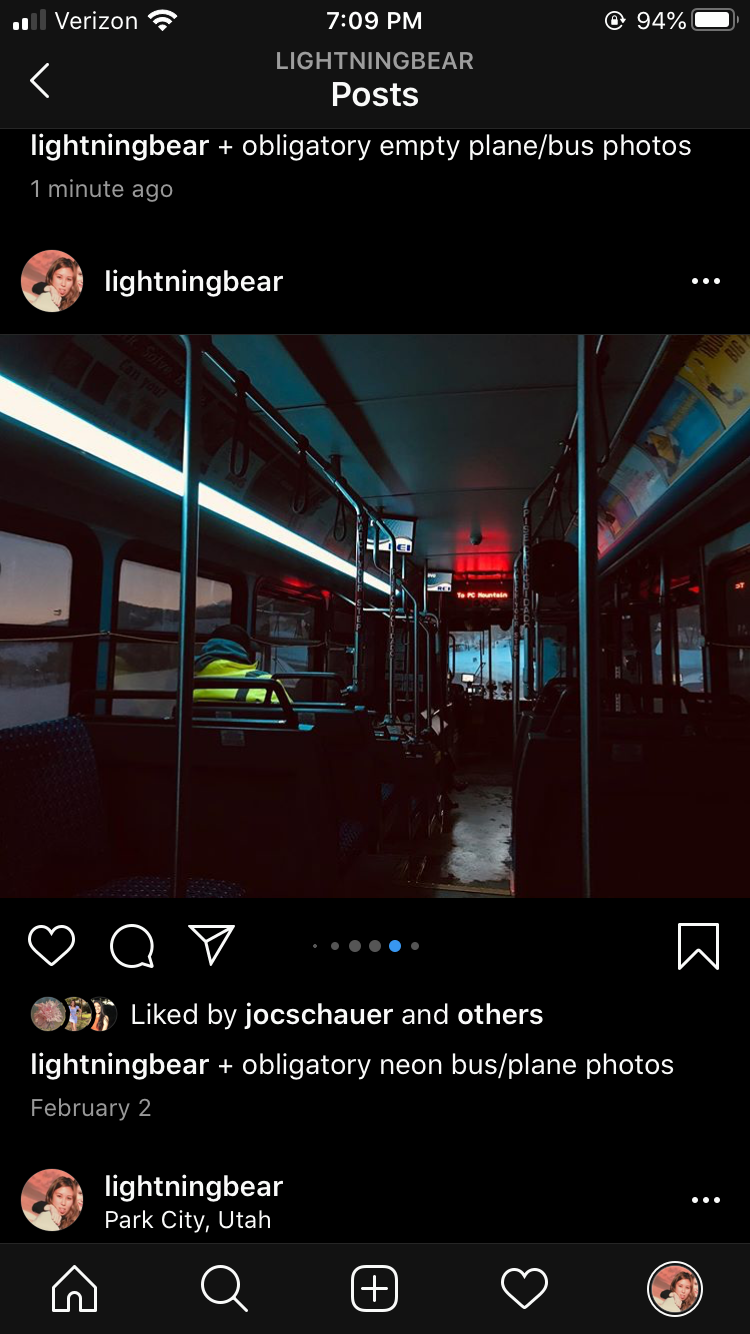 Verizon 7:09 PM 94%
LIGHTNINGBEAR
Posts
lightningbear + obligatory empty plane/bus photos
1 minute ago
lightningbear
BIG
To PC Mountain
lightningbear + obligatory neon bus/plane photos
Liked by jocschauer and others
February 2
lightningbear
Park City, Utah